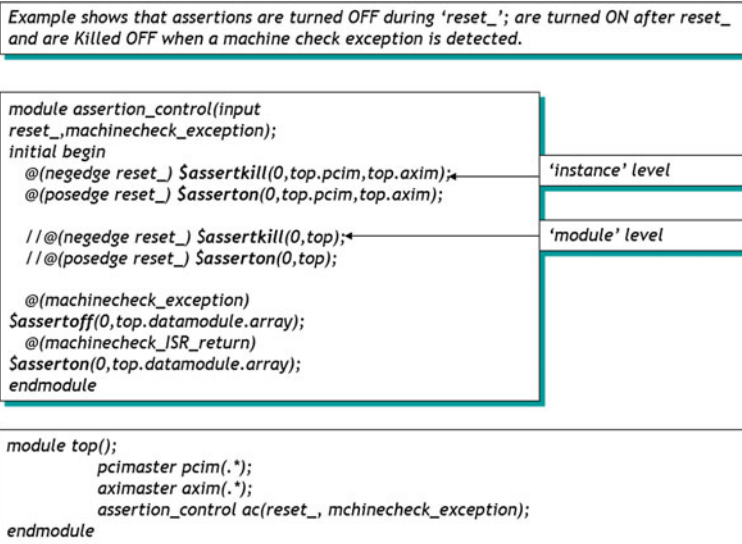 Example shows that assertions are turned OFF during ‘reset_’; are turned ON after reset_
and are Killed OFF when a machine check exception is detected.
module assertion_control(input
reset_,machinecheck_exception);
initial begin
@(negedge reset_) $assertkill(0,top.pcim,top.axim);
@(posedge reset_) $asserton(0,top.pcim,top.axim);
‘instance’ level
//@(negedge reset_) $assertkill(0,top);
//@(posedge reset_) $asserton(0,top);
‘module’ level
@(machinecheck_exception)
$assertoff(0,top.datamodule.array);
@(machinecheck_ISR_return)
$asserton(0,top.datamodule.array);
endmodule
module top();
pcimaster pcim(.*);
aximaster axim(.*);
assertion_control ac(reset_, mchinecheck_exception);
endmodule